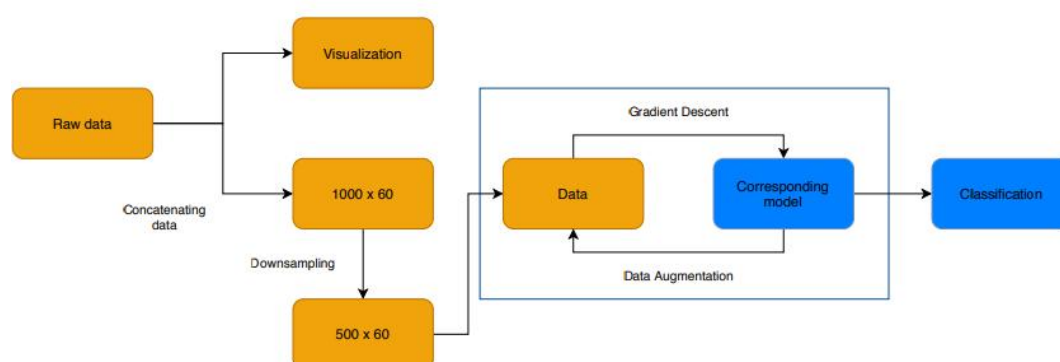 Visualization
Raw data
Gradient Descent
1000 x 60
Data
Corresponding
model
Classification
Concatenating
data
Downsampling
Data Augmentation
500 x 60